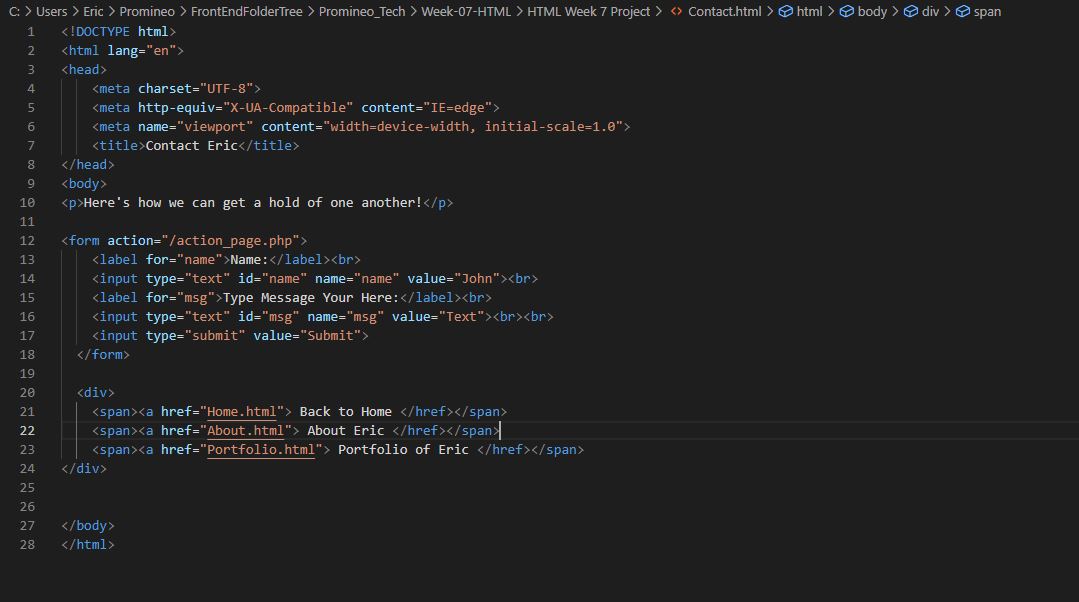 C: > Users > Eric > Promineo > FrontEndFolderTree > Promineo_Tech > Week-07-HTML > HTML Week 7 Project > <> Contact.html > html > body > div > span
1 <!DOCTYPE html>
2 <html lang="en">
3 <head>
4 <meta charset="UTF-8">
5 <meta http-equiv="X-UA-Compatible" content="IE=edge">
6 <meta name="viewport" content="width=device-width, initial-scale=1.0">
7 <title>Contact Eric</title>
8 </head>
9 <body>
10 <p>Here's how we can get a hold of one another!</p>
11
12 <form action="/action_page.php">
13 <label for="name">Name:</label><br>
14 <input type="text" id="name" name="name" value="John"><br>
15 <label for="msg">Type Message Your Here:</label><br>
16 <input type="text" id="msg" name="msg" value="Text"><br><br>
17 <input type="submit" value="Submit">
18 </form>
19
20 <div>
21 <span><a href="Home.html"> Back to Home </href></span>
22 <span><a href="About.html"> About Eric </href></span>
23 <span><a href="Portfolio.html"> Portfolio of Eric </href></span>
24 </div>
25
26
27 </body>
28 </html>